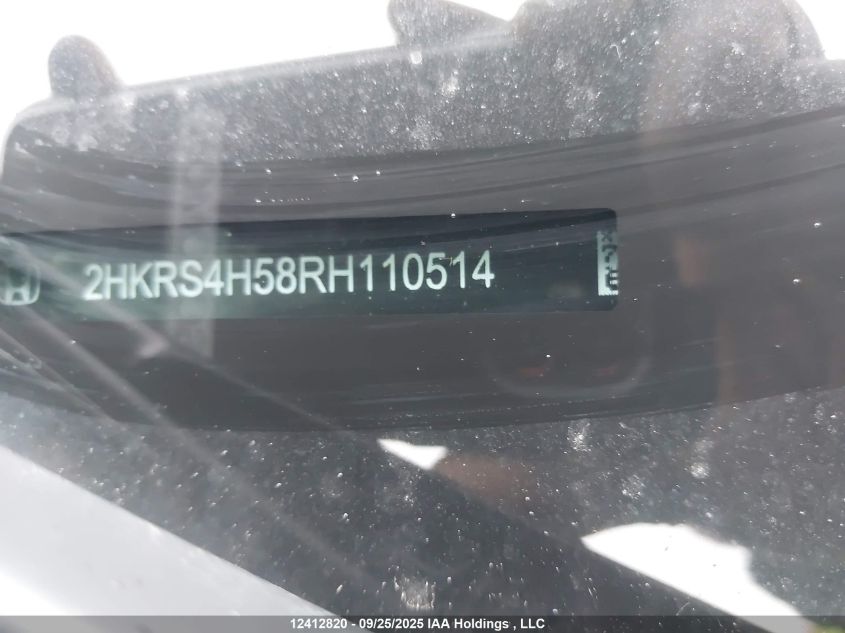 2HKRS4H58RH110514
12412820 - 09/25/2025 IAA Holdings , LLC